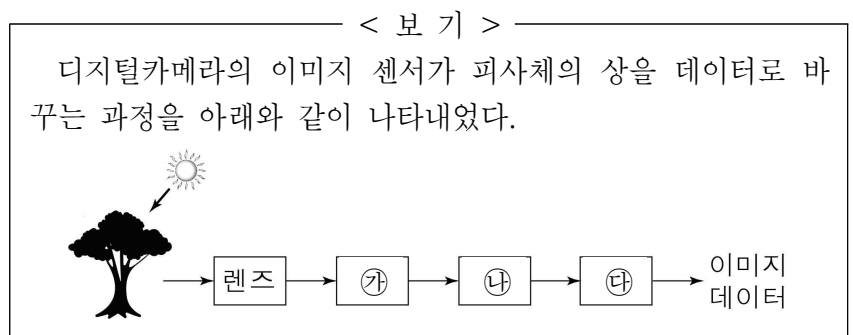 < 보 기 >
디지털카메라의 이미지 센서가 피사체의 상을 데이터로 바
꾸는 과정을 아래와 같이 나타내었다.
렌즈 ㉮ ㉯ ㉰ 이미지
데이터